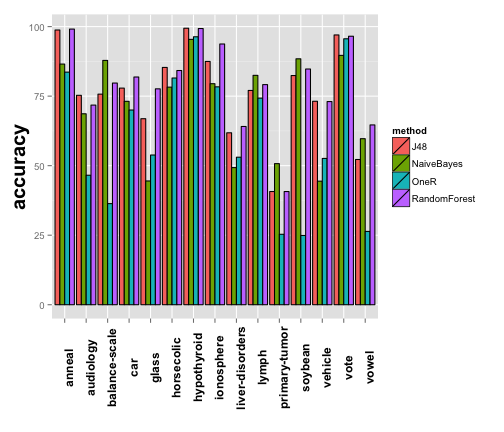 100
75
50
25
0
accuracy
anneal
audiology
balance-scale
car
glass
horsecolic
hypothyroid
ionosphere
liver-disorders
lymph
primary-tumor
soybean
vehicle
vote
vowel
method
J48
NaiveBayes
OneR
RandomForest